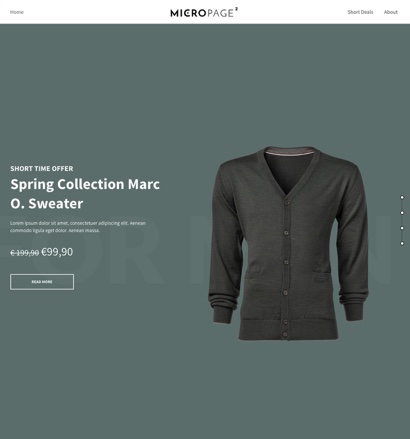 Home
MICROPAGE²
Short Deals
About
SHORT TIME OFFER
Spring Collection Marc
O. Sweater
Lorem ipsum dolor sit amet, consectetuer adipiscing elit. Aenean
commodo ligula eget dolor. Aenean massa.
€ 199,90 €99,90
READ MORE